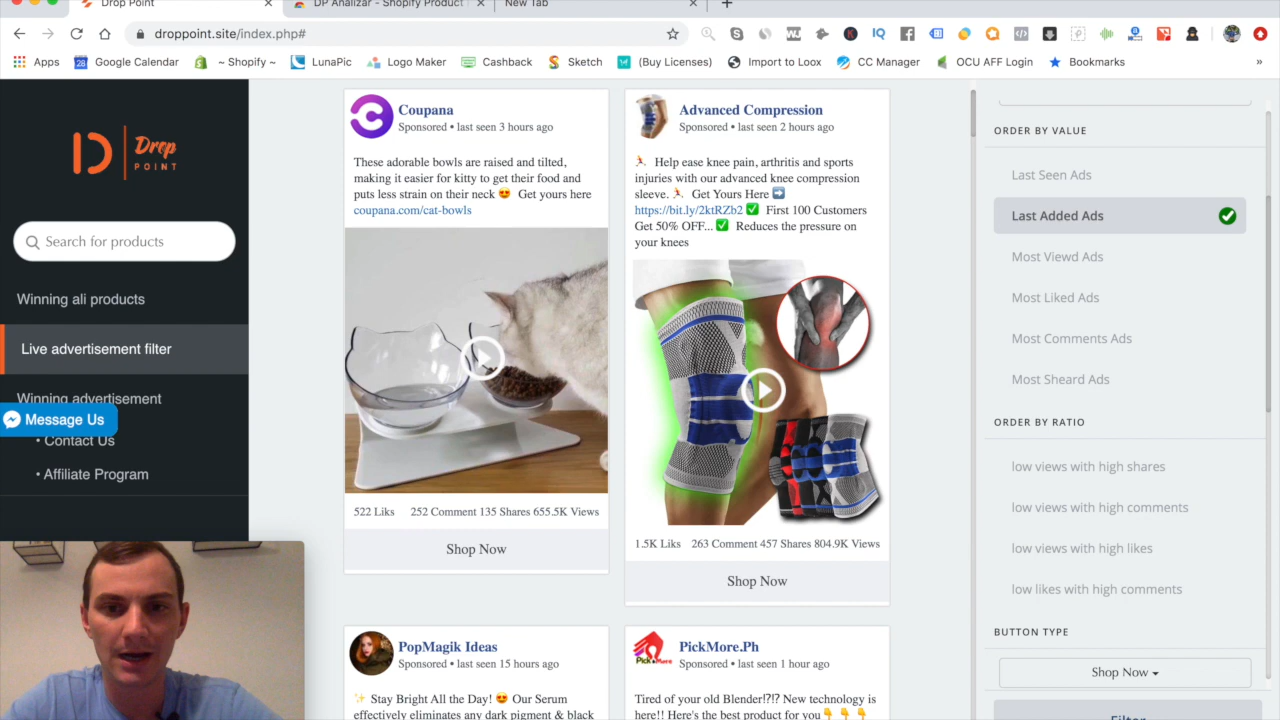 Drop Point
DP Analizar - Shopify Product
New Tab
droppoint.site/index.php#
Apps
Google Calendar
~ Shopify ~
LunaPic
Logo Maker
Cashback
Sketch
(Buy Licenses)
Import to Loox
CC Manager
OCU AFF Login
Bookmarks
»
Drop
POINT
Search for products
Winning ali products
Live advertisement filter
Winning advertisement
Message Us
• Contact Us
• Affiliate Program
Coupana
Sponsored • last seen 3 hours ago
These adorable bowls are raised and tilted,
making it easier for kitty to get their food and
puts less strain on their neck 😍 Get yours here
coupana.com/cat-bowls
522 Liks 252 Comment 135 Shares 655.5K Views
Shop Now
Advanced Compression
Sponsored • last seen 2 hours ago
🏃 Help ease knee pain, arthritis and sports
injuries with our advanced knee compression
sleeve.🏃 Get Yours Here ➡️
https://bit.ly/2ktRZb2 ✅ First 100 Customers
Get 50% OFF... ✅ Reduces the pressure on
your knees
1.5K Liks 263 Comment 457 Shares 804.9K Views
Shop Now
PopMagik Ideas
Sponsored • last seen 15 hours ago
✨ Stay Bright All the Day! 😍 Our Serum
effectively eliminates any dark pigment & black
PickMore.Ph
Sponsored • last seen 1 hour ago
Tired of your old Blender!⁉️ New technology is
here!! Here's the best product for you👇👇👇
ORDER BY VALUE
Last Seen Ads
Last Added Ads
Most Viewd Ads
Most Liked Ads
Most Comments Ads
Most Sheard Ads
ORDER BY RATIO
low views with high shares
low views with high comments
low views with high likes
low likes with high comments
BUTTON TYPE
Shop Now
Filter